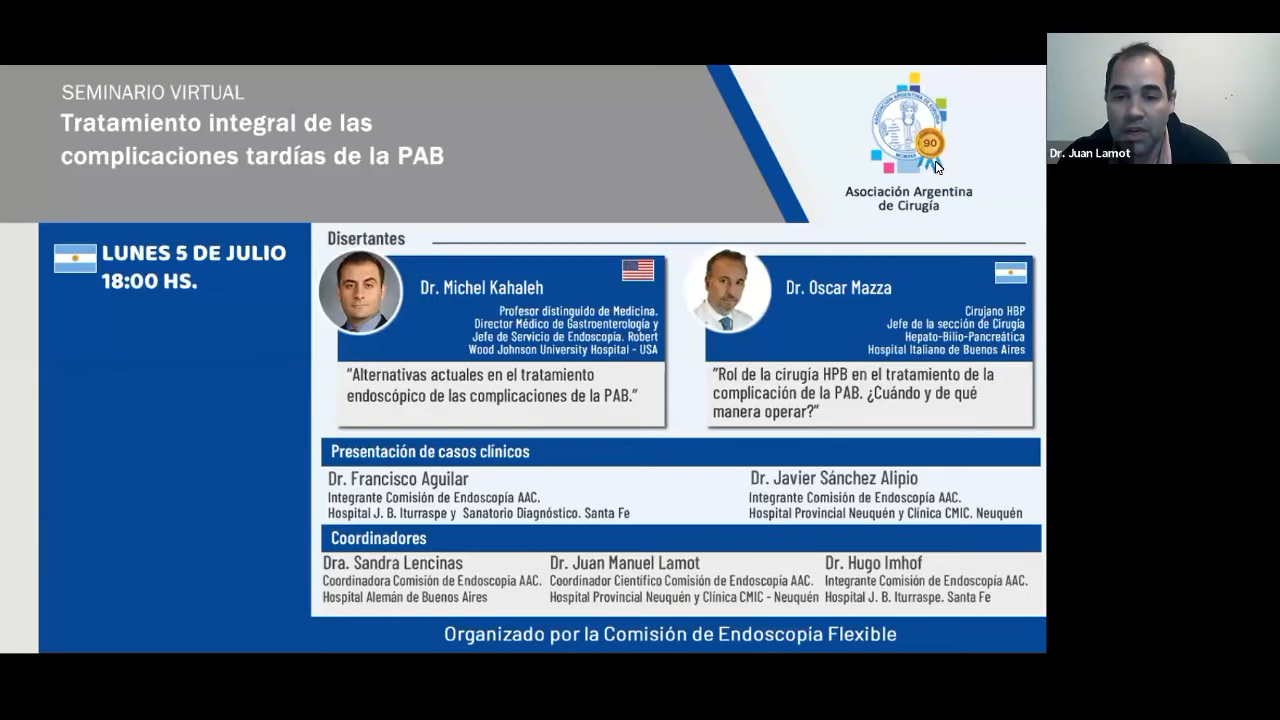 SEMINARIO VIRTUAL
Tratamiento integral de las
complicaciones tardías de la PAB
ASOCIACIÓN ARGENTINA DE CIRUGÍA
90
Asociación Argentina
de Cirugía
Dr. Juan Lamot
LUNES 5 DE JULIO
18:00 HS.
Disertantes
Dr. Michel Kahaleh
Profesor distinguido de Medicina.
Director Médico de Gastroenterología y
Jefe de Servicio de Endoscopía. Robert
Wood Johnson University Hospital - USA
“Alternativas actuales en el tratamiento
endoscópico de las complicaciones de la PAB.”
Dr. Oscar Mazza
Cirujano HBP
Jefe de la sección de Cirugía
Hepato-Bilio-Pancreática
Hospital Italiano de Buenos Aires
”Rol de la cirugía HPB en el tratamiento de la
complicación de la PAB. ¿Cuándo y de qué
manera operar?”
Presentación de casos clínicos
Dr. Francisco Aguilar
Integrante Comisión de Endoscopía AAC.
Hospital J. B. Iturraspe y Sanatorio Diagnóstico. Santa Fe
Dr. Javier Sánchez Alipio
Integrante Comisión de Endoscopía AAC.
Hospital Provincial Neuquén y Clínica CMIC. Neuquén
Coordinadores
Dra. Sandra Lencinas
Coordinadora Comisión de Endoscopía AAC.
Hospital Alemán de Buenos Aires
Dr. Juan Manuel Lamot
Coordinador Científico Comisión de Endoscopía AAC.
Hospital Provincial Neuquén y Clínica CMIC - Neuquén
Dr. Hugo Imhof
Integrante Comisión de Endoscopía AAC.
Hospital J. B. Iturraspe. Santa Fe
Organizado por la Comisión de Endoscopía Flexible